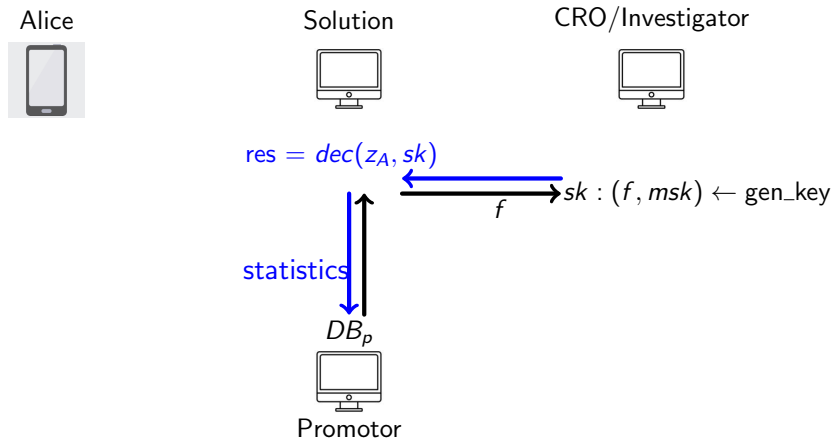 Alice
Solution
CRO/Investigator
res = dec(z_A, sk)
sk : (f, msk) ← gen_key
f
statistics
DB_p
Promotor